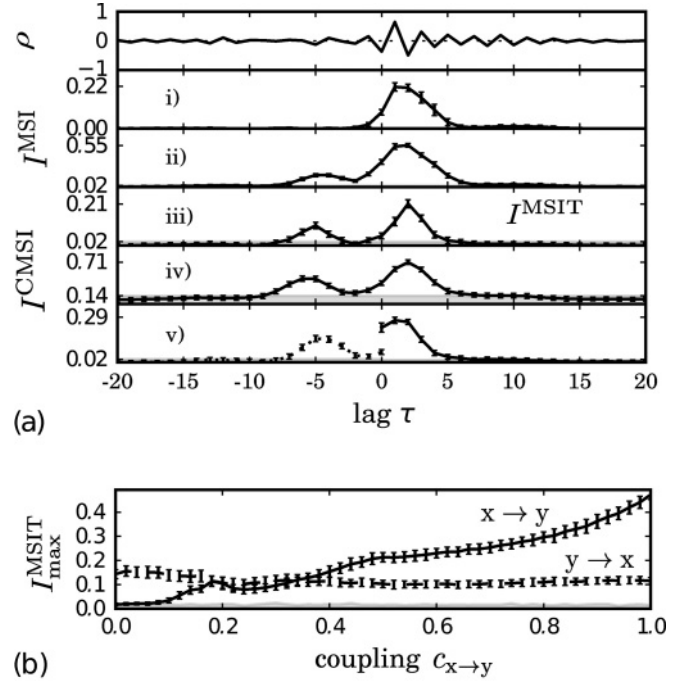 1
ρ 0
−1
0.22
i)
I^MSI 0.00
0.55
ii)
0.02
0.21
iii) I^MSIT
0.02
I^CMSI
0.71
iv)
0.14
0.29
v)
0.02
-20 -15 -10 -5 0 5 10 15 20
(a) lag τ
0.4
x → y
0.3
I^MSIT_max 0.2
y → x
0.1
0.0
0.0 0.2 0.4 0.6 0.8 1.0
(b) coupling c_x→y